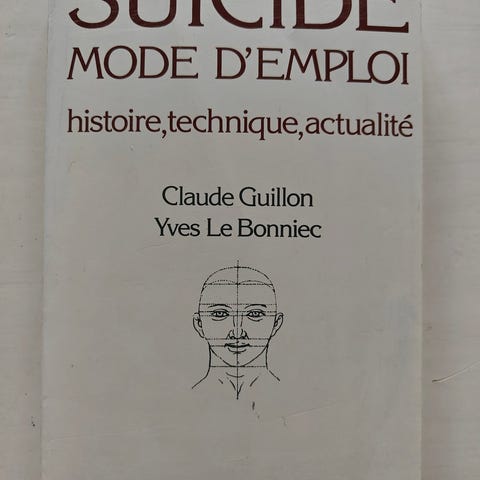 SUICIDE
MODE D'EMPLOI
histoire,technique,actualité
Claude Guillon
Yves Le Bonniec